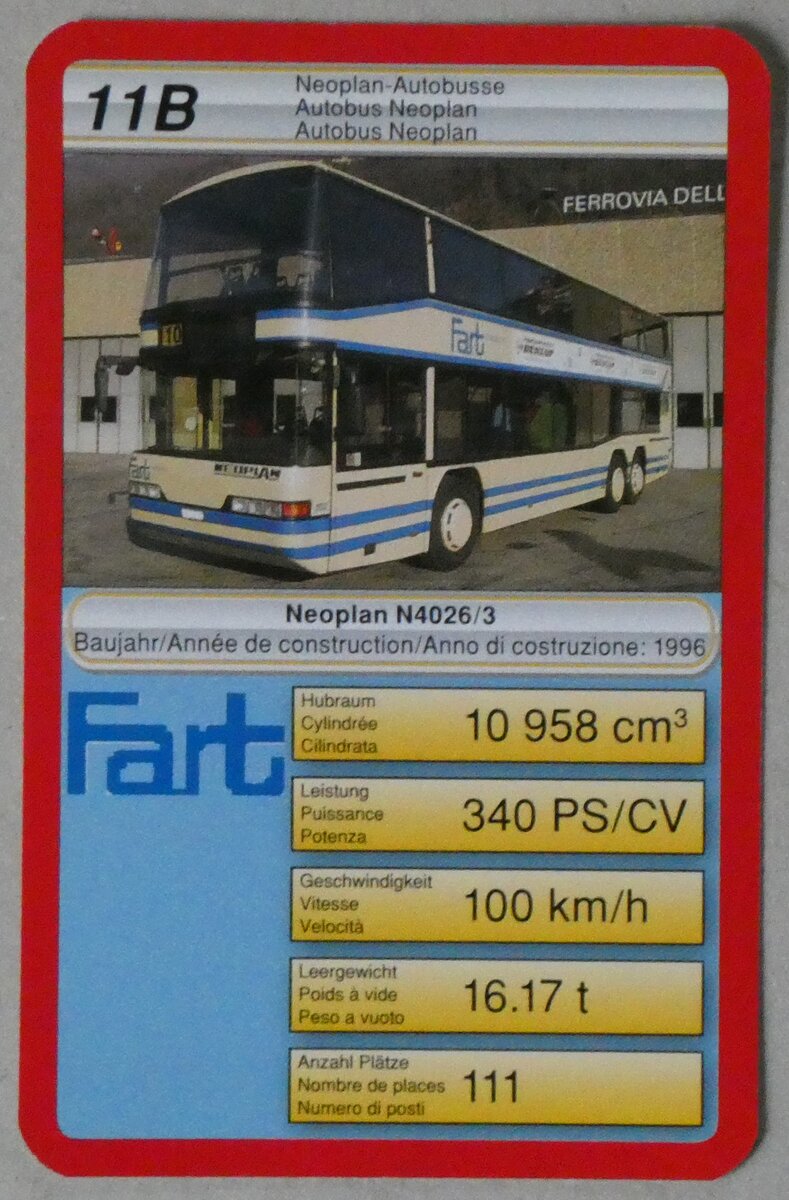 11B
Neoplan-Autobusse
Autobus Neoplan
Autobus Neoplan
FERROVIA DELL
10
Fart
Fart
NEOPLAN
Neoplan N4026/3
Baujahr/Année de construction/Anno di costruzione: 1996
Fart
Hubraum
Cylindrée
Cilindrata
10 958 cm³
Leistung
Puissance
Potenza
340 PS/CV
Geschwindigkeit
Vitesse
Velocità
100 km/h
Leergewicht
Poids à vide
Peso a vuoto
16.17 t
Anzahl Plätze
Nombre de places
Numero di posti
111